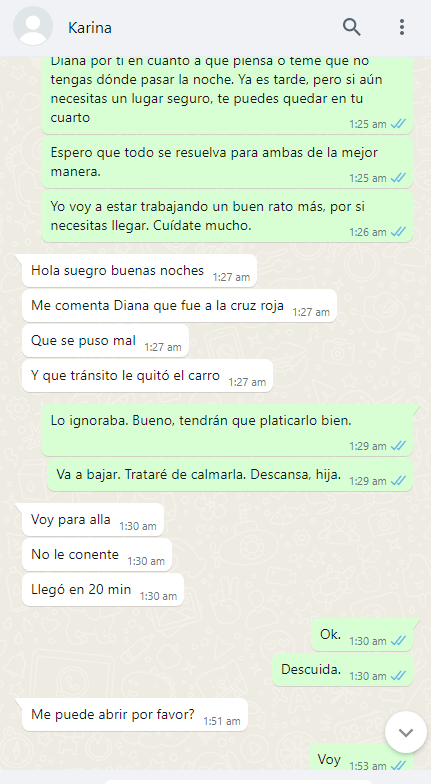 Karina
Diana por ti en cuanto a que piensa o teme que no
tengas dónde pasar la noche. Ya es tarde, pero si aún
necesitas un lugar seguro, te puedes quedar en tu
cuarto
1:25 am
Espero que todo se resuelva para ambas de la mejor
manera.
1:25 am
Yo voy a estar trabajando un buen rato más, por si
necesitas llegar. Cuídate mucho.
1:26 am
Hola suegro buenas noches 1:27 am
Me comenta Diana que fue a la cruz roja 1:27 am
Que se puso mal 1:27 am
Y que tránsito le quitó el carro 1:27 am
Lo ignoraba. Bueno, tendrán que platicarlo bien.
1:29 am
Va a bajar. Trataré de calmarla. Descansa, hija. 1:29 am
Voy para alla 1:30 am
No le conente 1:30 am
Llegó en 20 min 1:30 am
Ok. 1:30 am
Descuida. 1:30 am
Me puede abrir por favor? 1:51 am
Voy 1:53 am